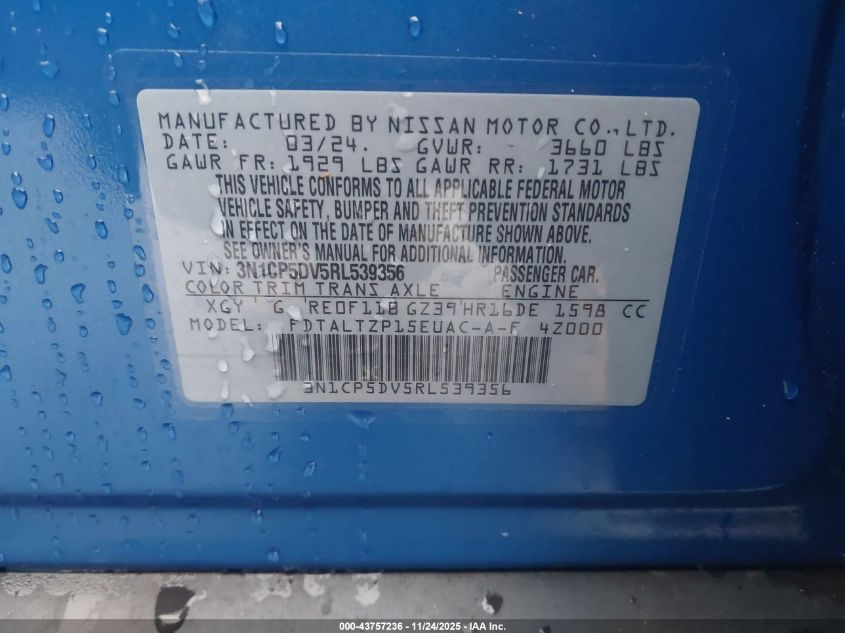 MANUFACTURED BY NISSAN MOTOR CO.,LTD.
DATE: 03/24. GVWR: 3660 LBS
GAWR FR: 1929 LBS GAWR RR: 1731 LBS
THIS VEHICLE CONFORMS TO ALL APPLICABLE FEDERAL MOTOR
VEHICLE SAFETY, BUMPER AND THEFT PREVENTION STANDARDS
IN EFFECT ON THE DATE OF MANUFACTURE SHOWN ABOVE.
SEE OWNER'S MANUAL FOR ADDITIONAL INFORMATION.
VIN: 3N1CP5DV5RL539356 PASSENGER CAR.
COLOR TRIM TRANS AXLE ENGINE
XGY G RE0F11B GZ39 HR16DE 1598 CC
MODEL: FDTALTZP15EUAC-A-F 4Z000
3N1CP5DV5RL539356
000-43757236 | 11/24/2025 | IAA Inc.